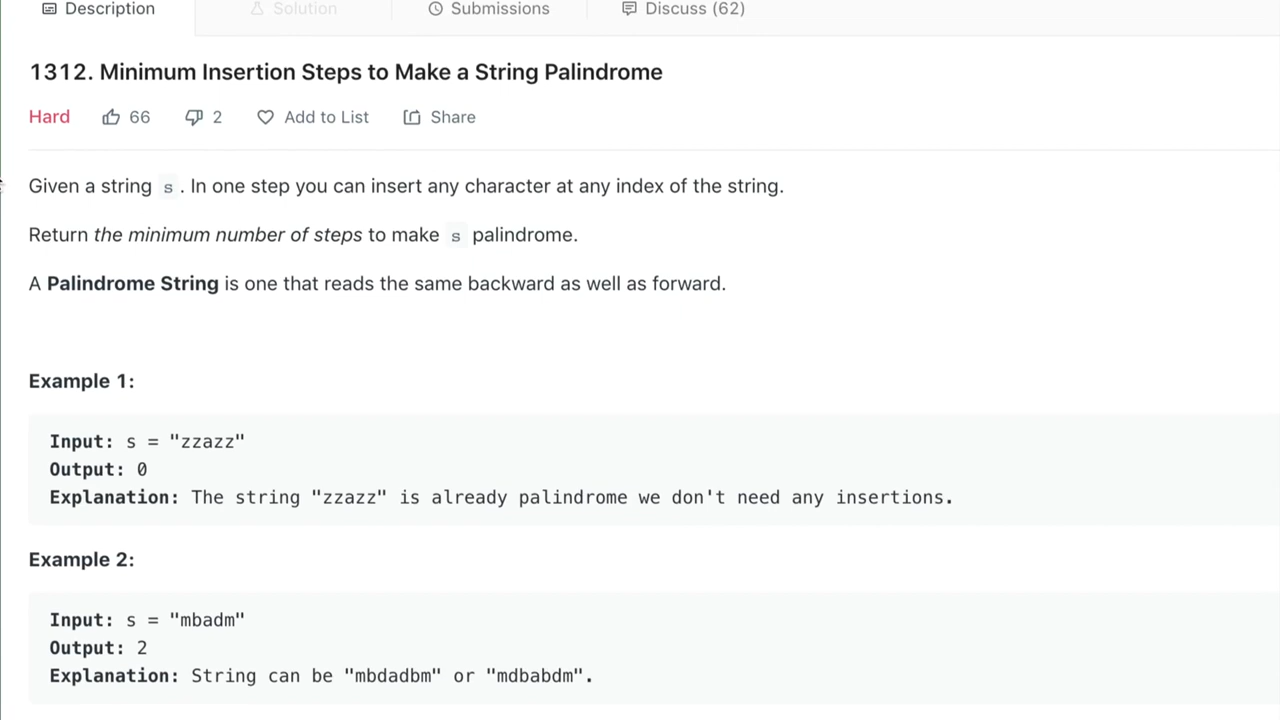 Description Solution Submissions Discuss (62)
1312. Minimum Insertion Steps to Make a String Palindrome
Hard 66 2 Add to List Share
Given a string s . In one step you can insert any character at any index of the string.
Return the minimum number of steps to make s palindrome.
A Palindrome String is one that reads the same backward as well as forward.
Example 1:
Input: s = "zzazz"
Output: 0
Explanation: The string "zzazz" is already palindrome we don't need any insertions.
Example 2:
Input: s = "mbadm"
Output: 2
Explanation: String can be "mbdadbm" or "mdbabdm".